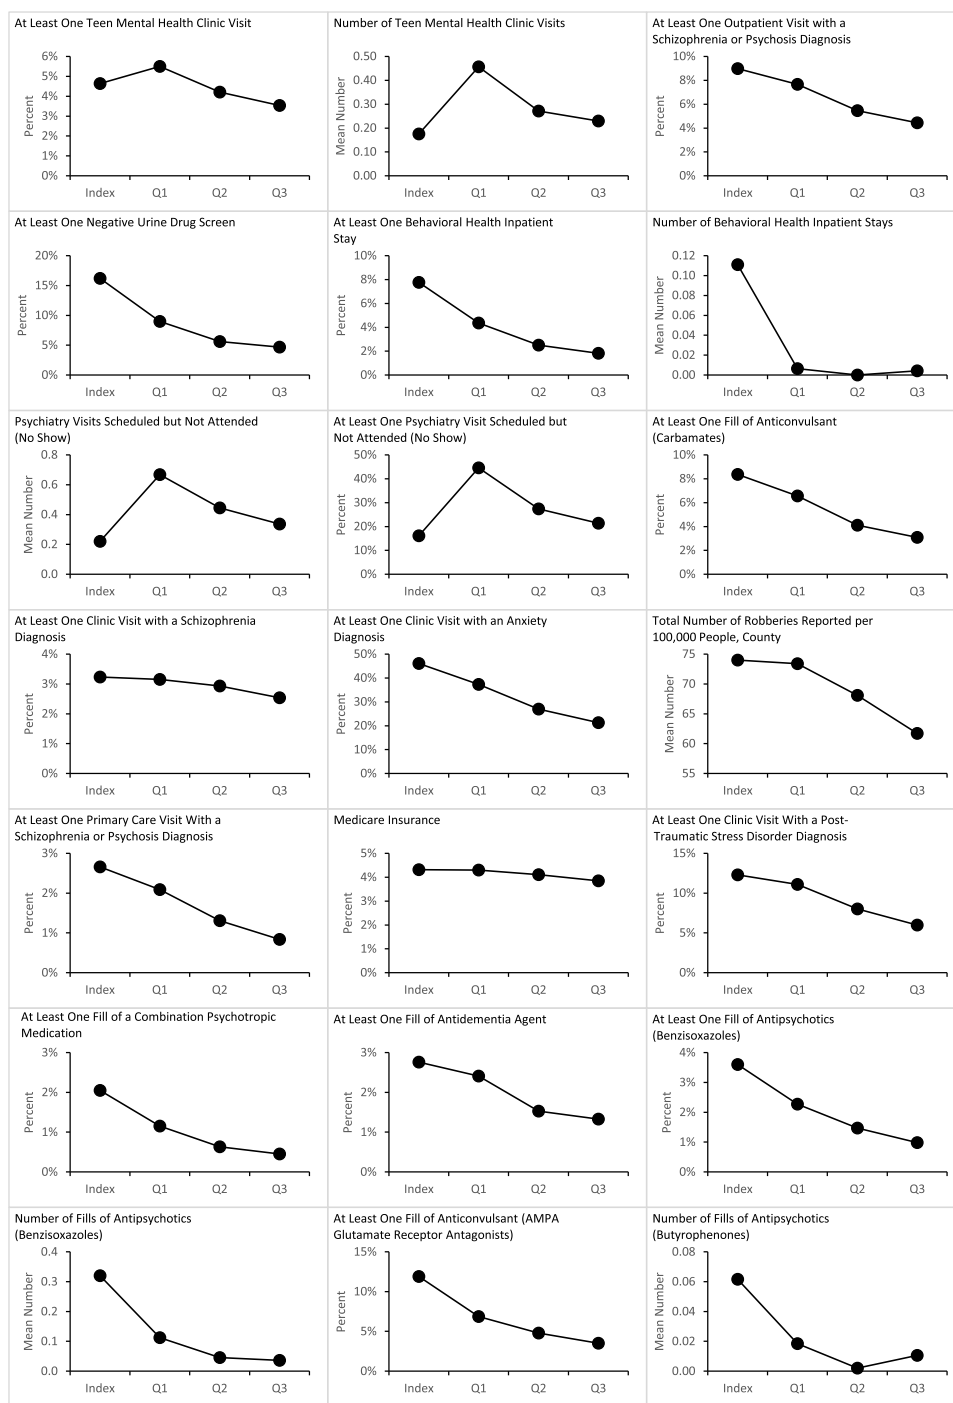 At Least One Teen Mental Health Clinic Visit
6%
5%
4%
3%
2%
1%
0%
Percent
Index Q1 Q2 Q3
Number of Teen Mental Health Clinic Visits
0.50
0.40
0.30
0.20
0.10
0.00
Mean Number
Index Q1 Q2 Q3
At Least One Outpatient Visit with a
Schizophrenia or Psychosis Diagnosis
10%
8%
6%
4%
2%
0%
Percent
Index Q1 Q2 Q3
At Least One Negative Urine Drug Screen
20%
15%
10%
5%
0%
Percent
Index Q1 Q2 Q3
At Least One Behavioral Health Inpatient
Stay
10%
8%
6%
4%
2%
0%
Percent
Index Q1 Q2 Q3
Number of Behavioral Health Inpatient Stays
0.12
0.10
0.08
0.06
0.04
0.02
0.00
Mean Number
Index Q1 Q2 Q3
Psychiatry Visits Scheduled but Not Attended
(No Show)
0.8
0.6
0.4
0.2
0.0
Mean Number
Index Q1 Q2 Q3
At Least One Psychiatry Visit Scheduled but
Not Attended (No Show)
50%
40%
30%
20%
10%
0%
Percent
Index Q1 Q2 Q3
At Least One Fill of Anticonvulsant
(Carbamates)
10%
8%
6%
4%
2%
0%
Percent
Index Q1 Q2 Q3
At Least One Clinic Visit with a Schizophrenia
Diagnosis
4%
3%
2%
1%
0%
Percent
Index Q1 Q2 Q3
At Least One Clinic Visit with an Anxiety
Diagnosis
50%
40%
30%
20%
10%
0%
Percent
Index Q1 Q2 Q3
Total Number of Robberies Reported per
100,000 People, County
75
70
65
60
55
Mean Number
Index Q1 Q2 Q3
At Least One Primary Care Visit With a
Schizophrenia or Psychosis Diagnosis
3%
2%
1%
0%
Percent
Index Q1 Q2 Q3
Medicare Insurance
5%
4%
3%
2%
1%
0%
Percent
Index Q1 Q2 Q3
At Least One Clinic Visit With a Post-
Traumatic Stress Disorder Diagnosis
15%
10%
5%
0%
Percent
Index Q1 Q2 Q3
At Least One Fill of a Combination Psychotropic
Medication
3%
2%
1%
0%
Percent
Index Q1 Q2 Q3
At Least One Fill of Antidementia Agent
3%
2%
1%
0%
Percent
Index Q1 Q2 Q3
At Least One Fill of Antipsychotics
(Benzisoxazoles)
4%
3%
2%
1%
0%
Percent
Index Q1 Q2 Q3
Number of Fills of Antipsychotics
(Benzisoxazoles)
0.4
0.3
0.2
0.1
0.0
Mean Number
Index Q1 Q2 Q3
At Least One Fill of Anticonvulsant (AMPA
Glutamate Receptor Antagonists)
15%
10%
5%
0%
Percent
Index Q1 Q2 Q3
Number of Fills of Antipsychotics
(Butyrophenones)
0.08
0.06
0.04
0.02
0.00
Mean Number
Index Q1 Q2 Q3